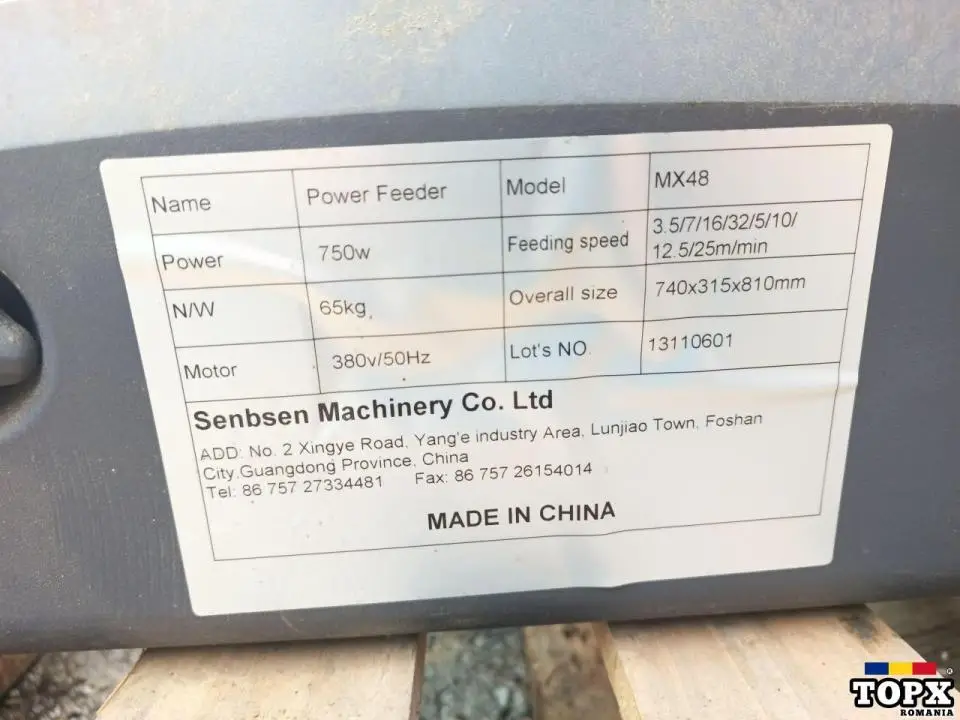 Name Power Feeder Model MX48
Power 750w Feeding speed 3.5/7/16/32/5/10/
12.5/25m/min
N/W 65kg Overall size 740x315x810mm
Motor 380v/50Hz Lot's NO. 13110601
Senbsen Machinery Co. Ltd
ADD: No. 2 Xingye Road, Yang'e industry Area, Lunjiao Town, Foshan
City,Guangdong Province, China
Tel: 86 757 27334481 Fax: 86 757 26154014
MADE IN CHINA
TOPX
ROMANIA